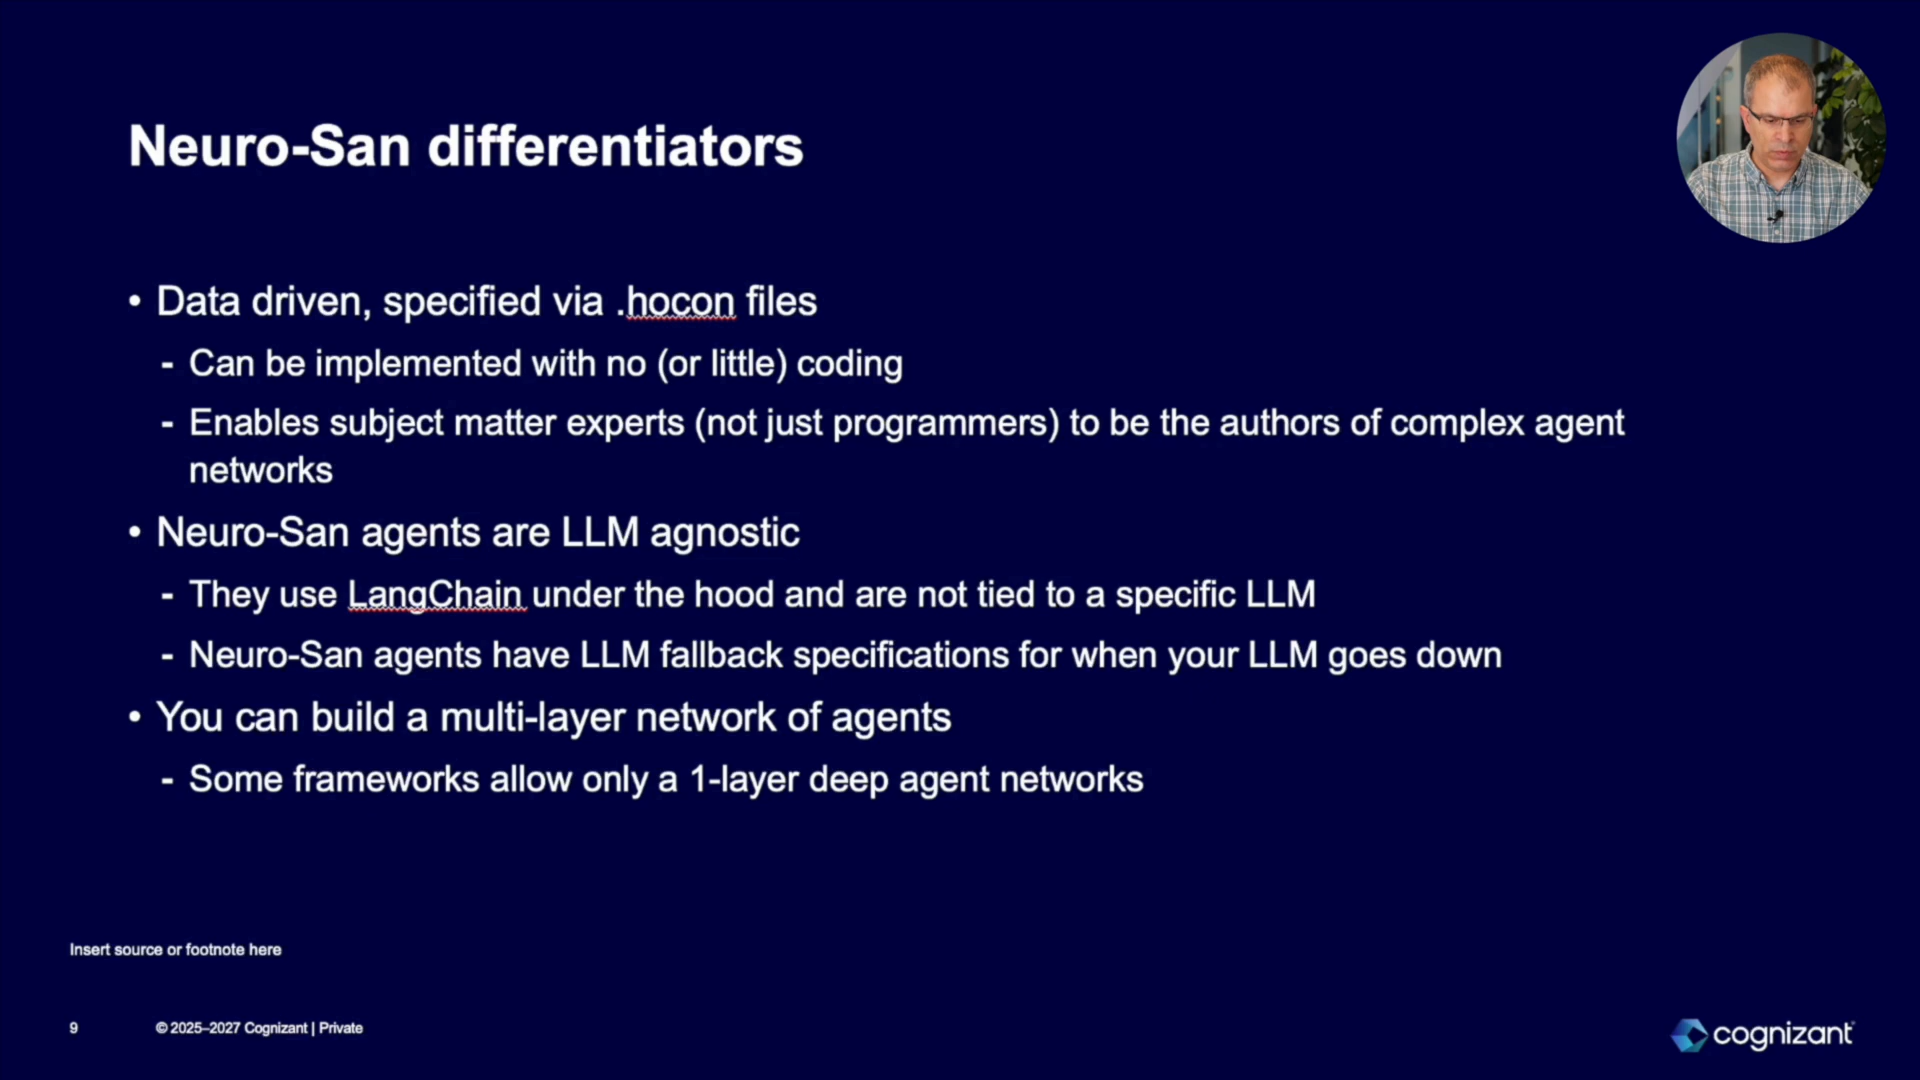 Neuro-San differentiators
• Data driven, specified via .hocon files
- Can be implemented with no (or little) coding
- Enables subject matter experts (not just programmers) to be the authors of complex agent
networks
• Neuro-San agents are LLM agnostic
- They use LangChain under the hood and are not tied to a specific LLM
- Neuro-San agents have LLM fallback specifications for when your LLM goes down
• You can build a multi-layer network of agents
- Some frameworks allow only a 1-layer deep agent networks
Insert source or footnote here
9 © 2025–2027 Cognizant | Private
cognizant